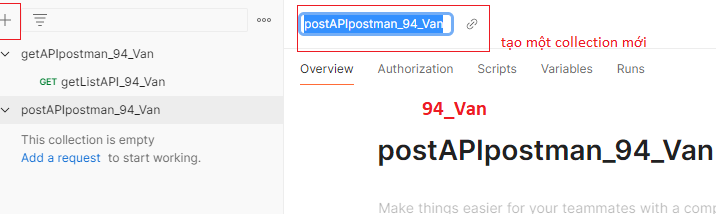 getAPIpostman_94_Van
GET getListAPI_94_Van
postAPIpostman_94_Van
This collection is empty
Add a request to start working.
postAPIpostman_94_Van
tạo một collection mới
Overview Authorization Scripts Variables Runs
94_Van
postAPIpostman_94_Van
Make things easier for your teammates with a comp